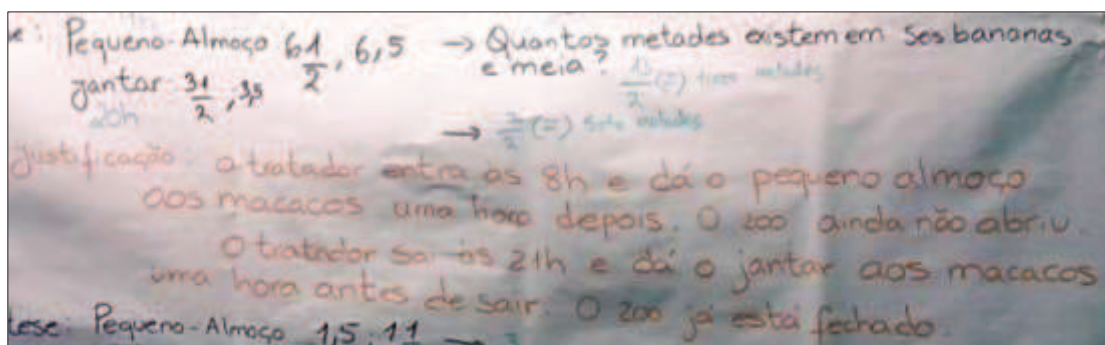 e: Pequeno-Almoço 6 1/2, 6,5 → Quantas metades existem em Seis bananas
jantar 3 1/2, 3,5 e meia? 13/2 (=) treze metades
20h → 7/2 (=) Sete metades
Justificação: O tratador entra às 8h e dá o pequeno almoço
aos macacos uma hora depois. O zoo ainda não abriu.
O tratador sai às 21h e dá o jantar aos macacos
uma hora antes de sair. O zoo já está fechado.
tese: Pequeno-Almoço 1,5 ; 11 →